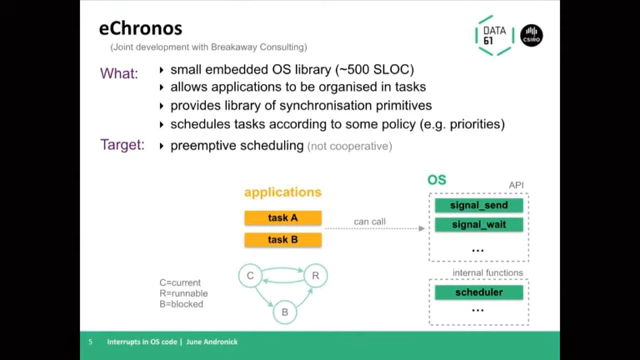 eChronos
(Joint development with Breakaway Consulting)
DATA
61
CSIRO
What:
‣ small embedded OS library (~500 SLOC)
‣ allows applications to be organised in tasks
‣ provides library of synchronisation primitives
‣ schedules tasks according to some policy (e.g. priorities)
Target:
‣ preemptive scheduling (not cooperative)
applications
task A
task B
can call
OS
API
signal_send
signal_wait
...
internal functions
scheduler
...
C=current
R=runnable
B=blocked
C
R
B
5 Interrupts in OS code | June Andronick